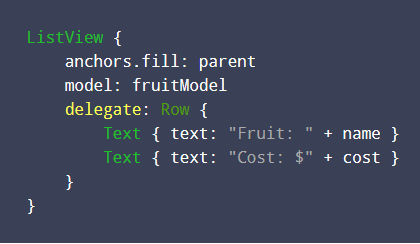 ListView {
    anchors.fill: parent
    model: fruitModel
    delegate: Row {
        Text { text: "Fruit: " + name }
        Text { text: "Cost: $" + cost }
    }
}